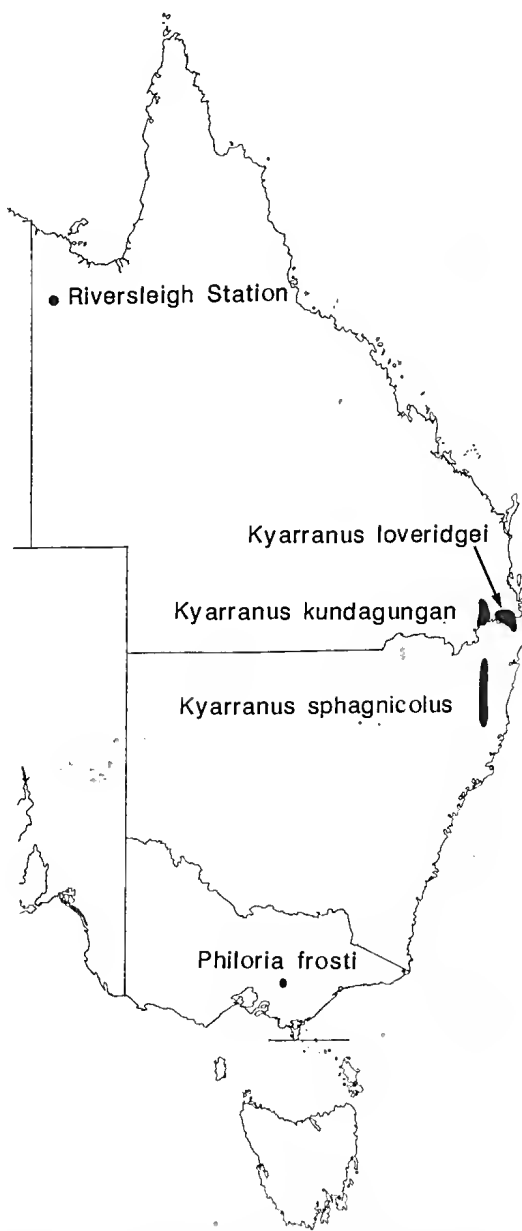 Riversleigh Station
Kyarranus loveridgei
Kyarranus kundagungan
Kyarranus sphagnicolus
Philoria frosti